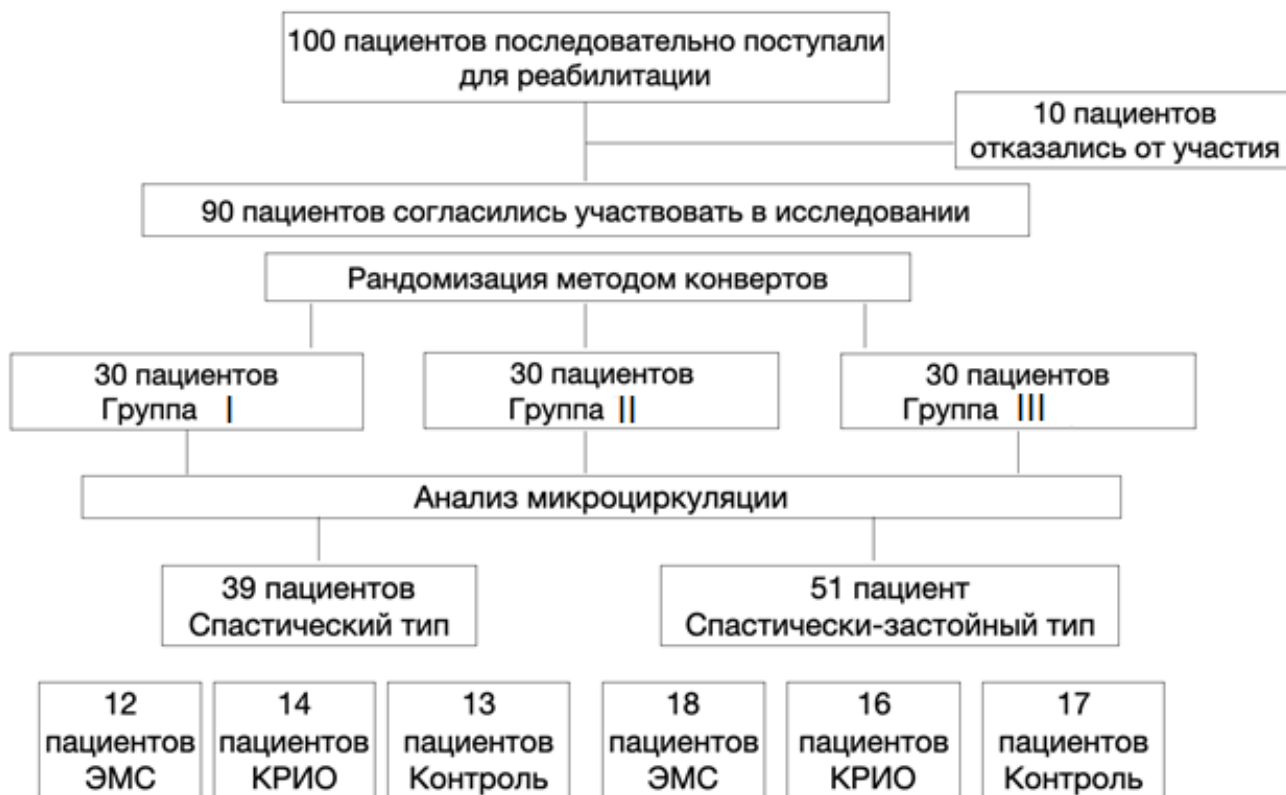 100 пациентов последовательно поступали
для реабилитации
10 пациентов
отказались от участия
90 пациентов согласились участвовать в исследовании
Рандомизация методом конвертов
30 пациентов
Группа I
30 пациентов
Группа II
30 пациентов
Группа III
Анализ микроциркуляции
39 пациентов
Спастический тип
51 пациент
Спастически-застойный тип
12
пациентов
ЭМС
14
пациентов
КРИО
13
пациентов
Контроль
18
пациентов
ЭМС
16
пациентов
КРИО
17
пациентов
Контроль